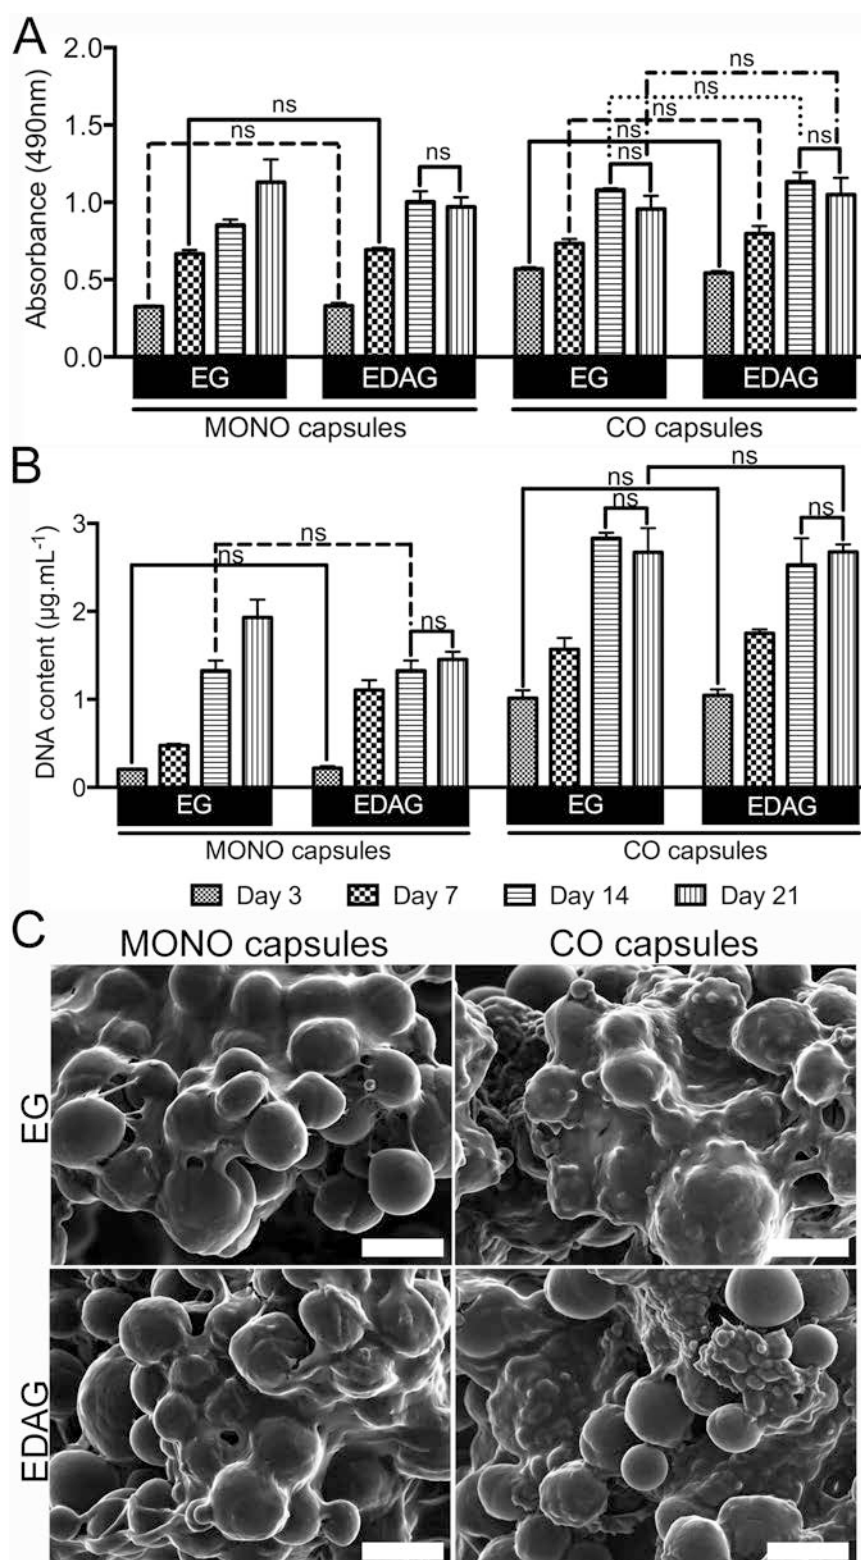 A
Absorbance (490nm)
2.0
1.5
1.0
0.5
0.0
ns
ns
ns
ns
ns
ns
ns
ns
ns
EG
EDAG
EG
EDAG
MONO capsules
CO capsules
B
DNA content (µg.mL-1)
3
2
1
0
ns
ns
ns
ns
ns
ns
ns
EG
EDAG
EG
EDAG
MONO capsules
CO capsules
Day 3
Day 7
Day 14
Day 21
C
MONO capsules
CO capsules
EG
EDAG